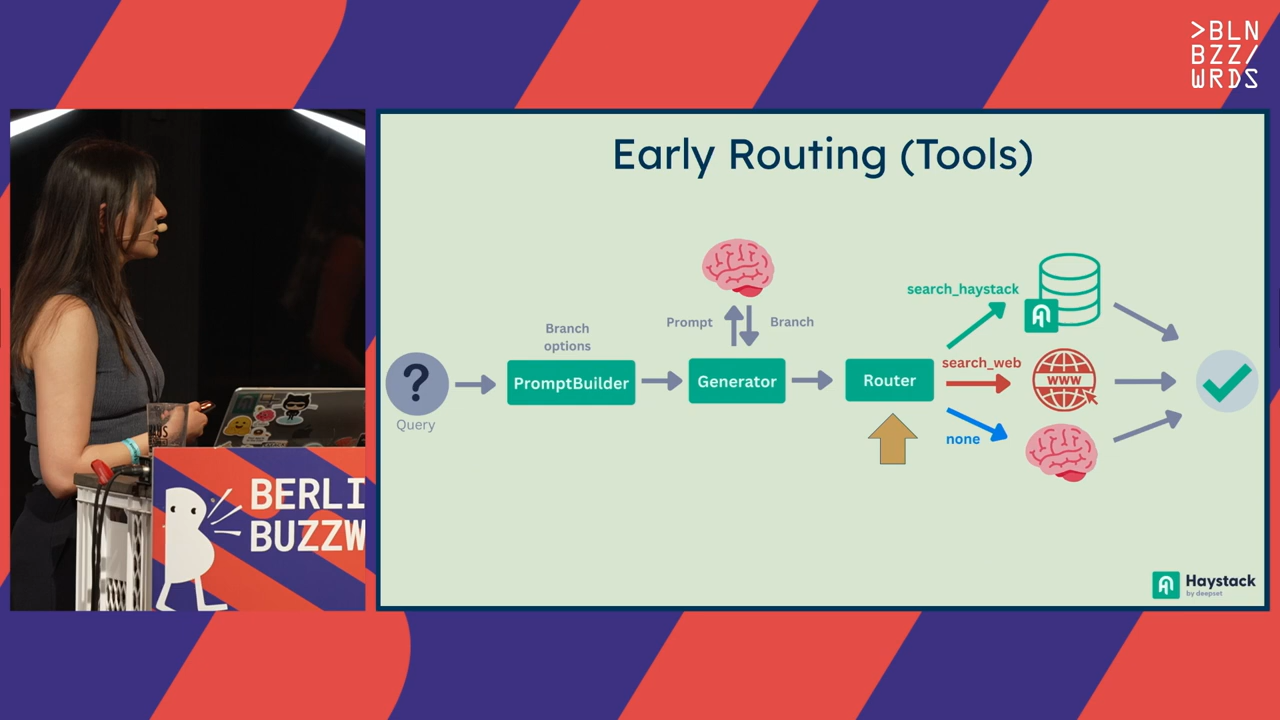 >BLN
BZZ/
WRDS
Early Routing (Tools)
Branch
options
Prompt
Branch
search_haystack
search_web
none
PromptBuilder
Generator
Router
WWW
Query
BERLI
BUZZW
Haystack
by deepset